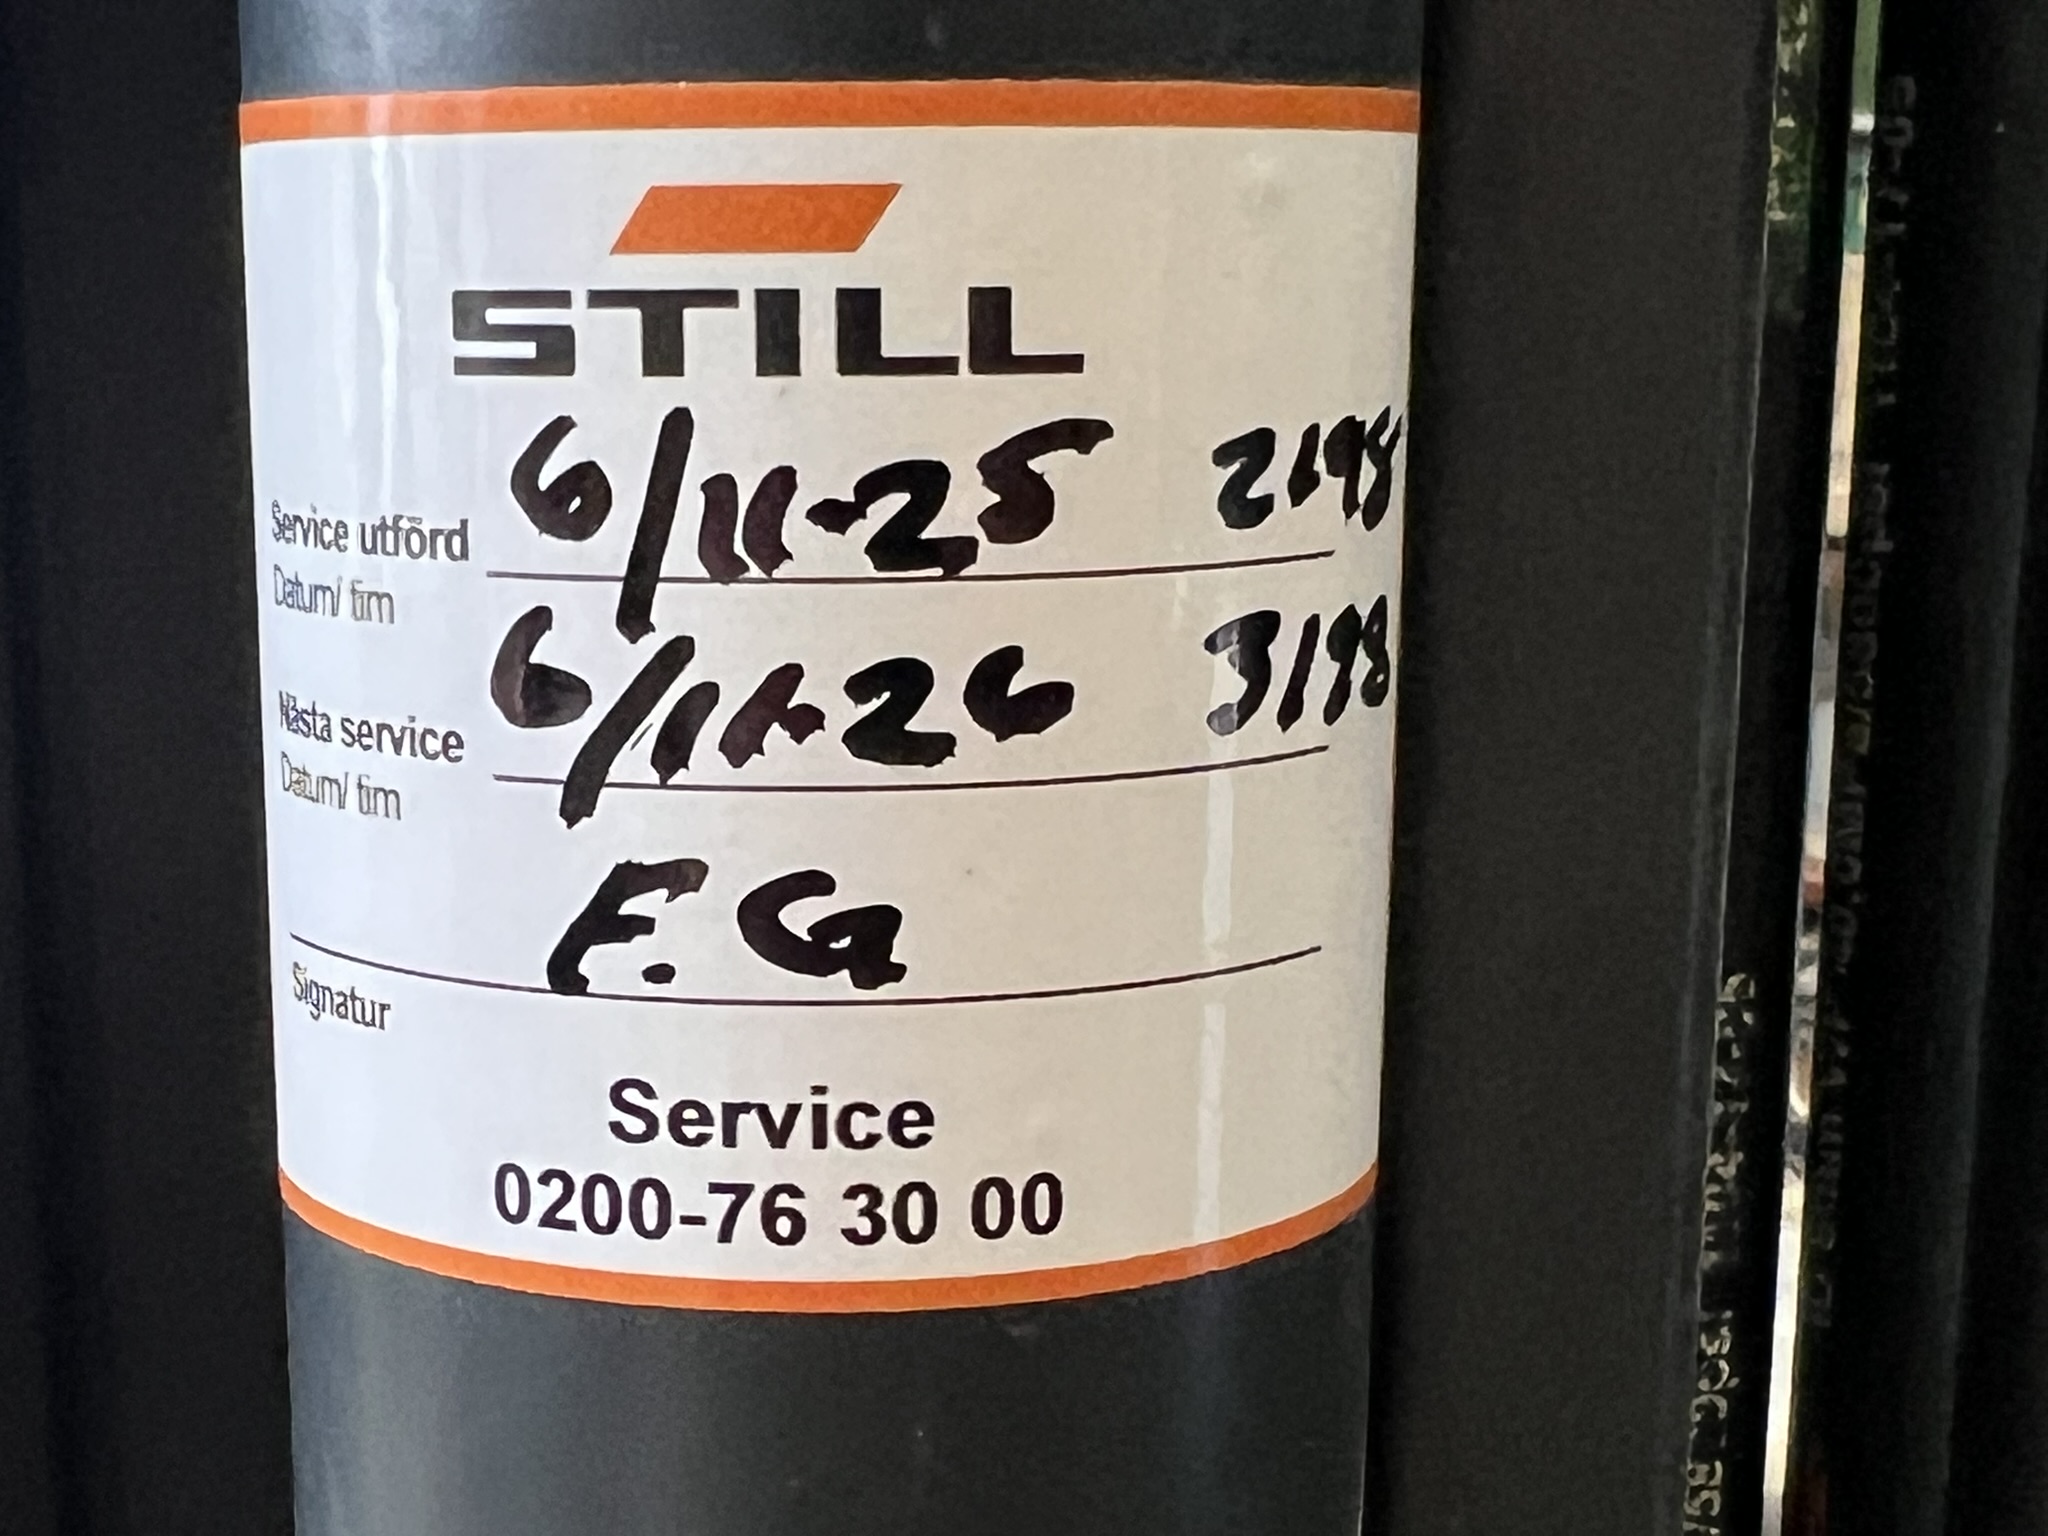 STILL
Service utförd 6/11-25 2198
Datum/ tim
Nästa service 6/11-26 3198
Datum/ tim
F.G
Signatur
Service
0200-76 30 00